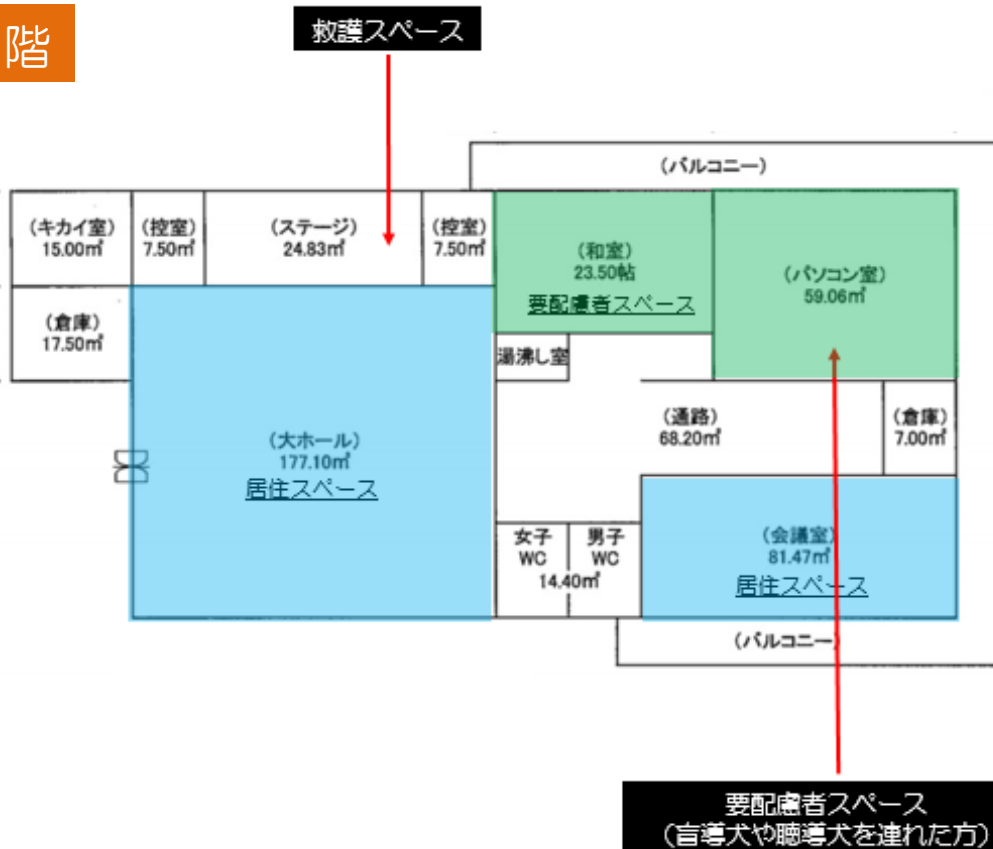 階
救護スペース
(バルコニー)
(キカイ室)
15.00㎡
(控室)
7.50㎡
(ステージ)
24.83㎡
(控室)
7.50㎡
(和室)
23.50帖
要配慮者スペース
(パソコン室)
59.06㎡
(倉庫)
17.50㎡
湯沸し室
(大ホール)
177.10㎡
居住スペース
(通路)
68.20㎡
(倉庫)
7.00㎡
女子
WC
男子
WC
14.40㎡
(会議室)
81.47㎡
居住スペース
(バルコニー)
要配慮者スペース
(盲導犬や聴導犬を連れた方)